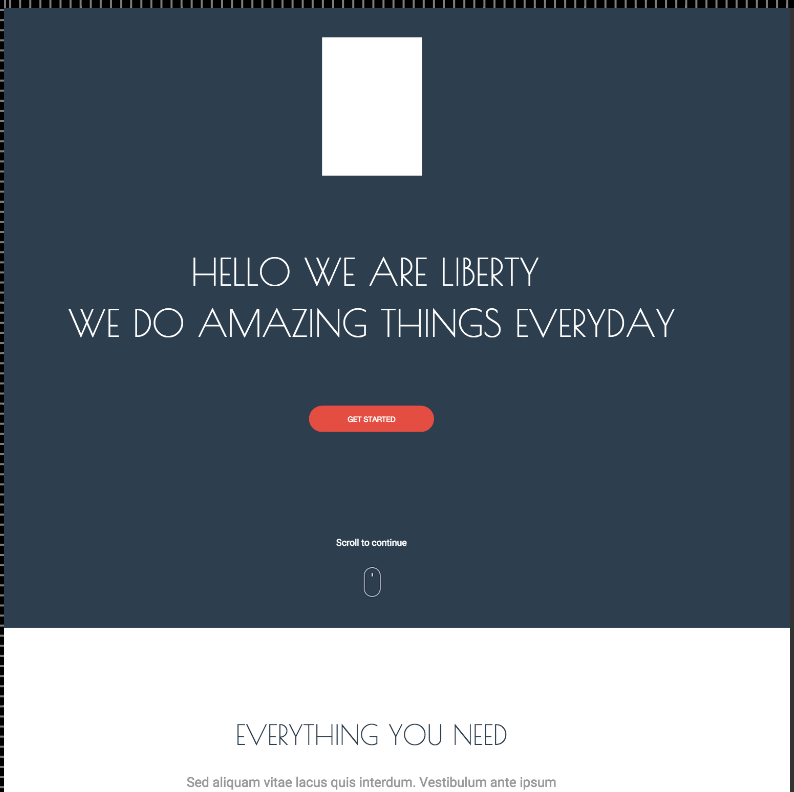 HELLO WE ARE LIBERTY
WE DO AMAZING THINGS EVERYDAY
GET STARTED
Scroll to continue
EVERYTHING YOU NEED
Sed aliquam vitae lacus quis interdum. Vestibulum ante ipsum